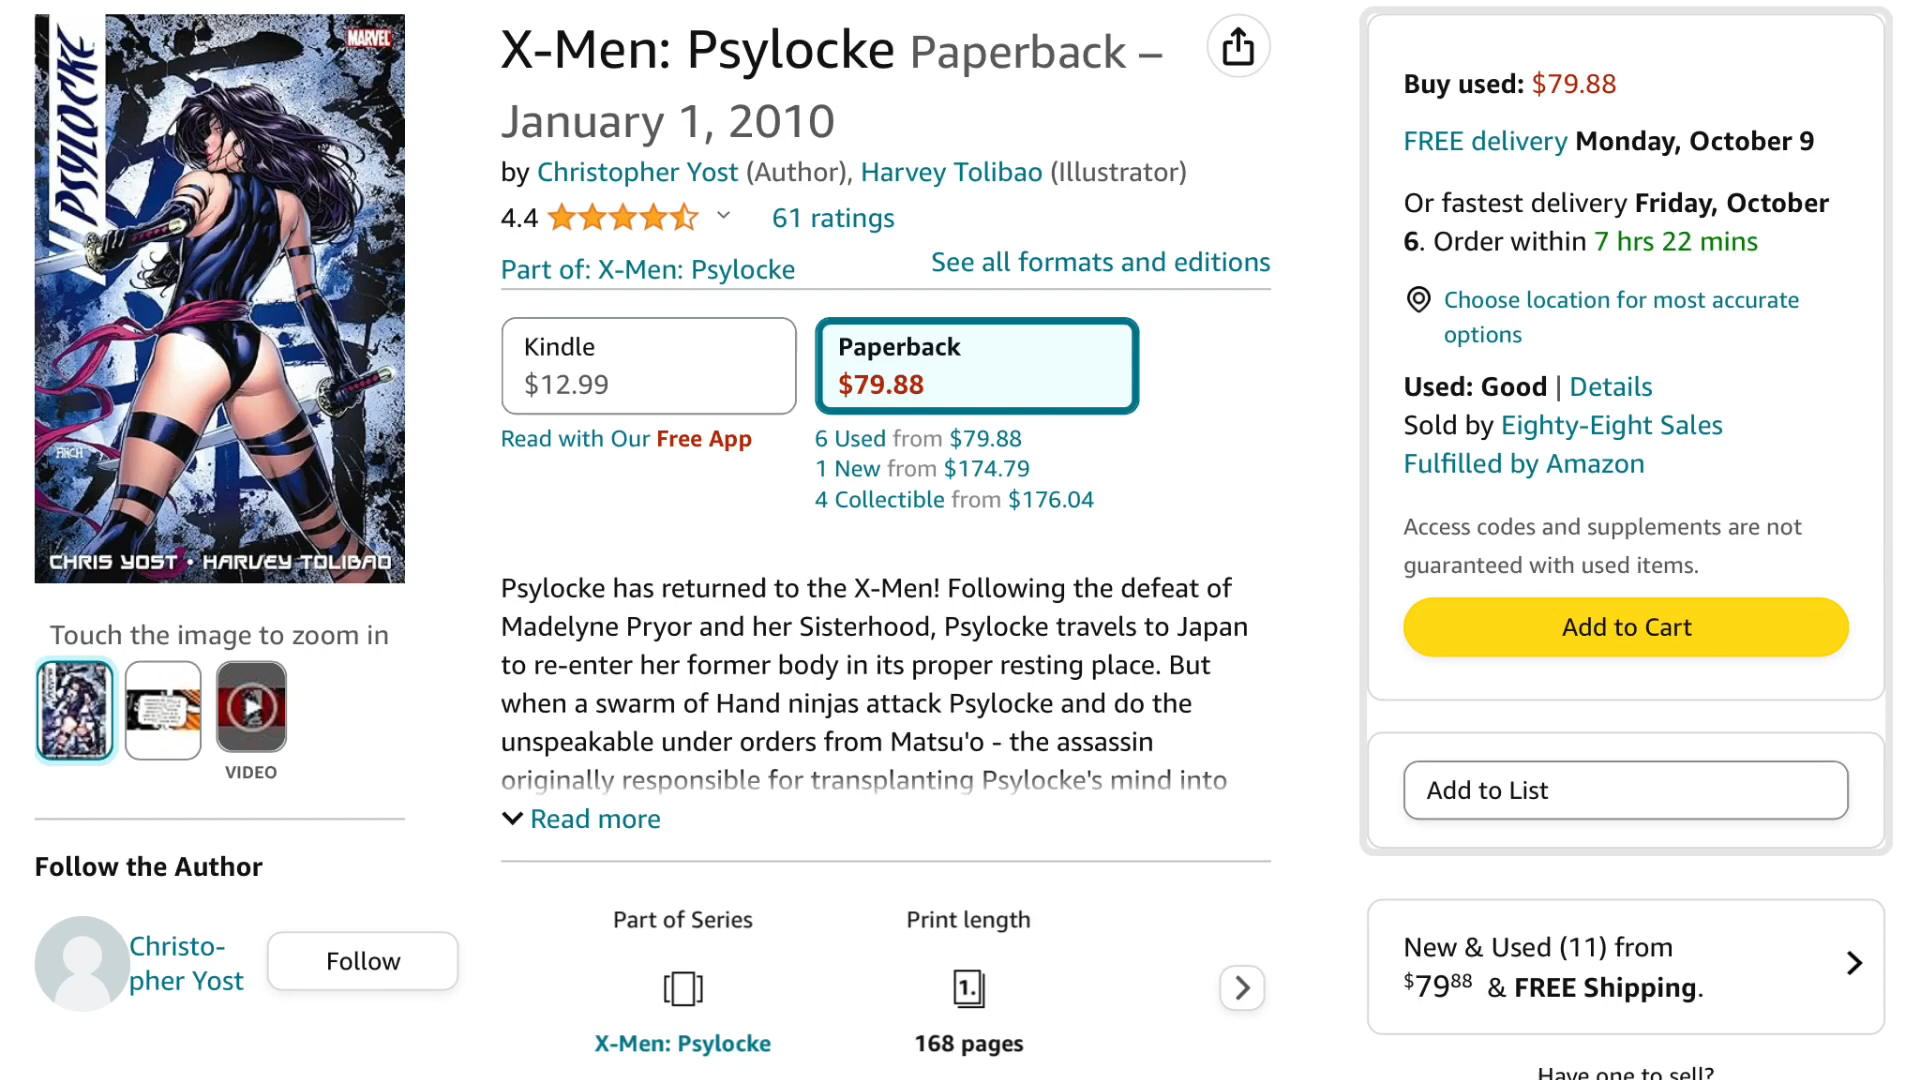 PSYLOCKE
MARVEL
CHRIS YOST • HARVEY TOLIBAO
Touch the image to zoom in
VIDEO
Follow the Author
Christo-
pher Yost
Follow
X-Men: Psylocke Paperback –
January 1, 2010
by Christopher Yost (Author), Harvey Tolibao (Illustrator)
4.4 61 ratings
Part of: X-Men: Psylocke
See all formats and editions
Kindle
$12.99
Read with Our Free App
Paperback
$79.88
6 Used from $79.88
1 New from $174.79
4 Collectible from $176.04
Psylocke has returned to the X-Men! Following the defeat of
Madelyne Pryor and her Sisterhood, Psylocke travels to Japan
to re-enter her former body in its proper resting place. But
when a swarm of Hand ninjas attack Psylocke and do the
unspeakable under orders from Matsu'o - the assassin
originally responsible for transplanting Psylocke's mind into
Read more
Part of Series
X-Men: Psylocke
Print length
1.
168 pages
Buy used: $79.88
FREE delivery Monday, October 9
Or fastest delivery Friday, October
6. Order within 7 hrs 22 mins
Choose location for most accurate
options
Used: Good | Details
Sold by Eighty-Eight Sales
Fulfilled by Amazon
Access codes and supplements are not
guaranteed with used items.
Add to Cart
Add to List
New & Used (11) from
$79⁸⁸ & FREE Shipping.
Have one to sell?